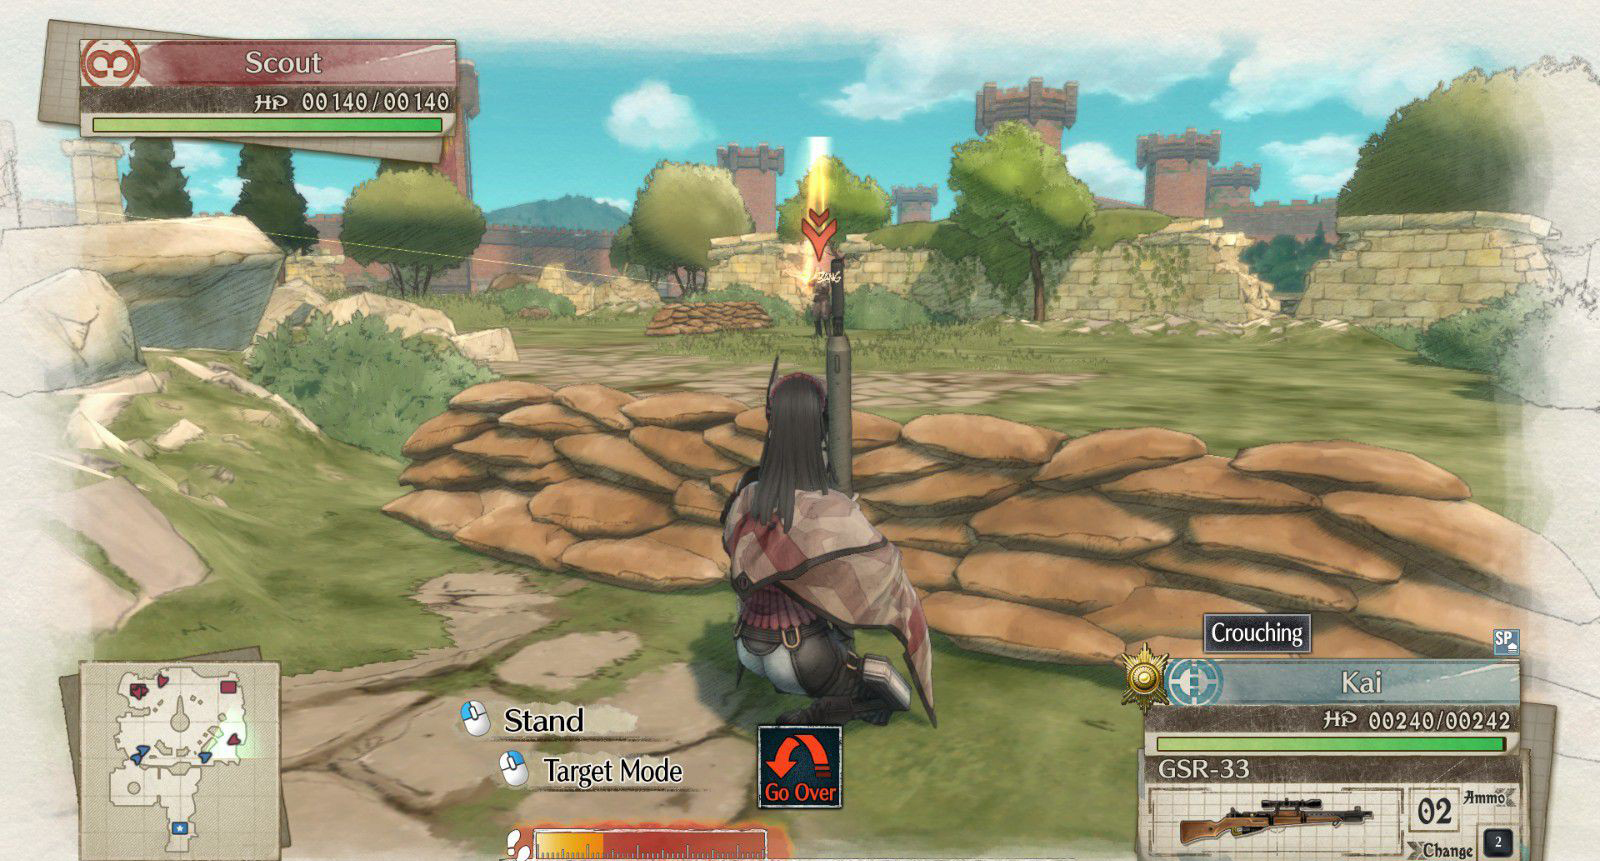 Scout
HP 00140/00140
BANG
Crouching
SP
Kai
HP 00240/00242
GSR-33
02 Ammo
Change 2
Stand
Target Mode
Go Over